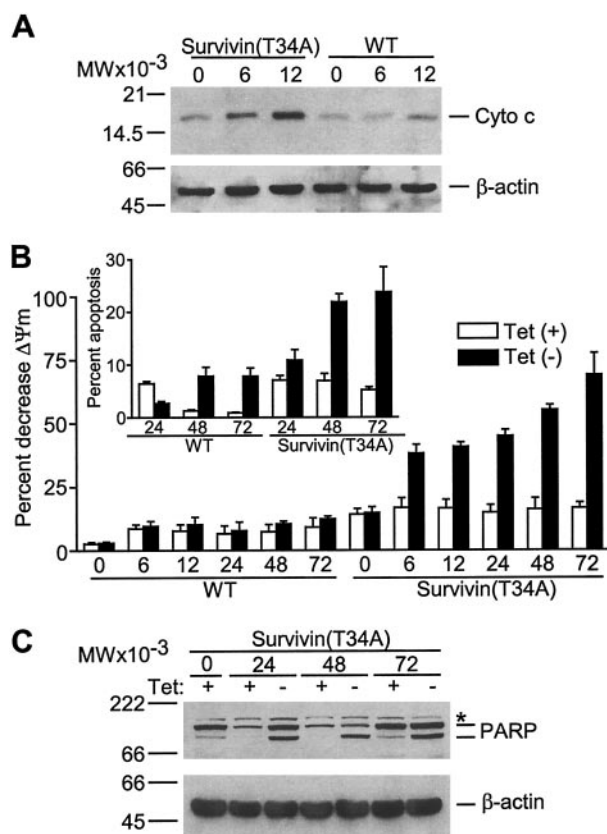 A
Survivin(T34A) WT
MWx10-3 0 6 12 0 6 12
21
14.5
Cyto c
66
45
β-actin
B
Percent decrease ΔΨm
100
75
50
25
0
Percent apoptosis
30
20
10
0
24 48 72 24 48 72
WT Survivin(T34A)
Tet (+)
Tet (-)
0 6 12 24 48 72 0 6 12 24 48 72
WT Survivin(T34A)
C
Survivin(T34A)
MWx10-3 0 24 48 72
Tet: + + - + - + -
222
66
*
PARP
66
45
β-actin